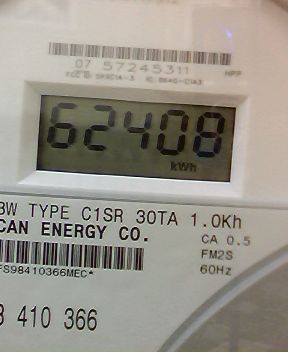 07 57245311
62408
kWh
3W TYPE C1SR 30TA 1.0Kh
CAN ENERGY CO.
CA 0.5
FM2S
60Hz
FS98410366MEC*
410 366